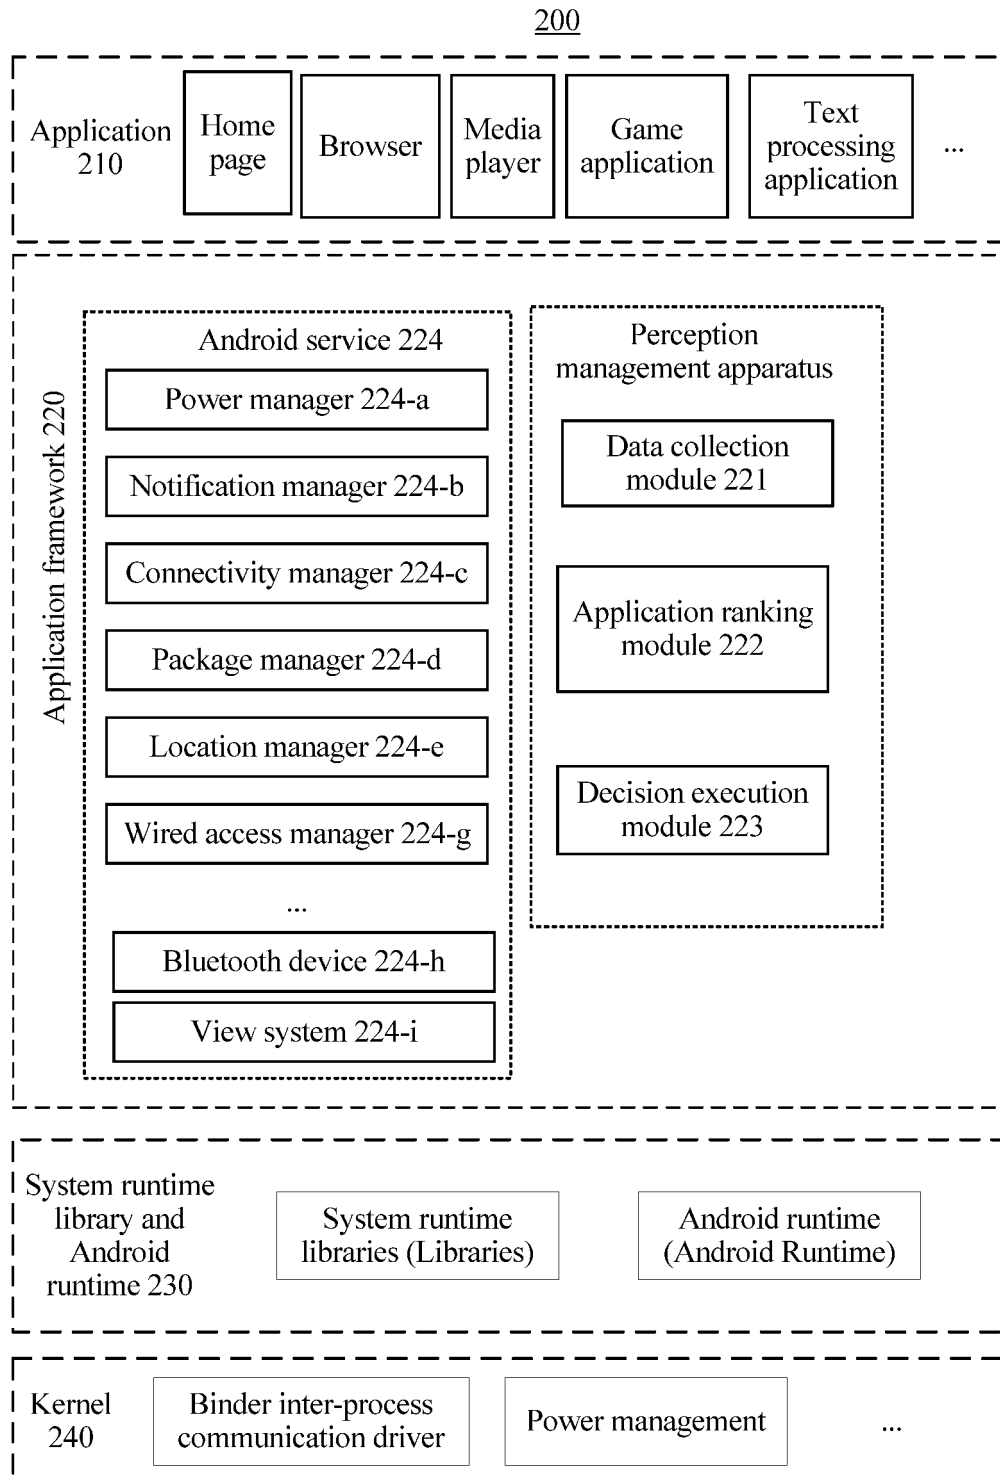 200
Application
210
Home
page
Browser
Media
player
Game
application
Text
processing
application
...
Application framework 220
Android service 224
Power manager 224-a
Notification manager 224-b
Connectivity manager 224-c
Package manager 224-d
Location manager 224-e
Wired access manager 224-g
...
Bluetooth device 224-h
View system 224-i
Perception
management apparatus
Data collection
module 221
Application ranking
module 222
Decision execution
module 223
System runtime
library and
Android
runtime 230
System runtime
libraries (Libraries)
Android runtime
(Android Runtime)
Kernel
240
Binder inter-process
communication driver
Power management
...